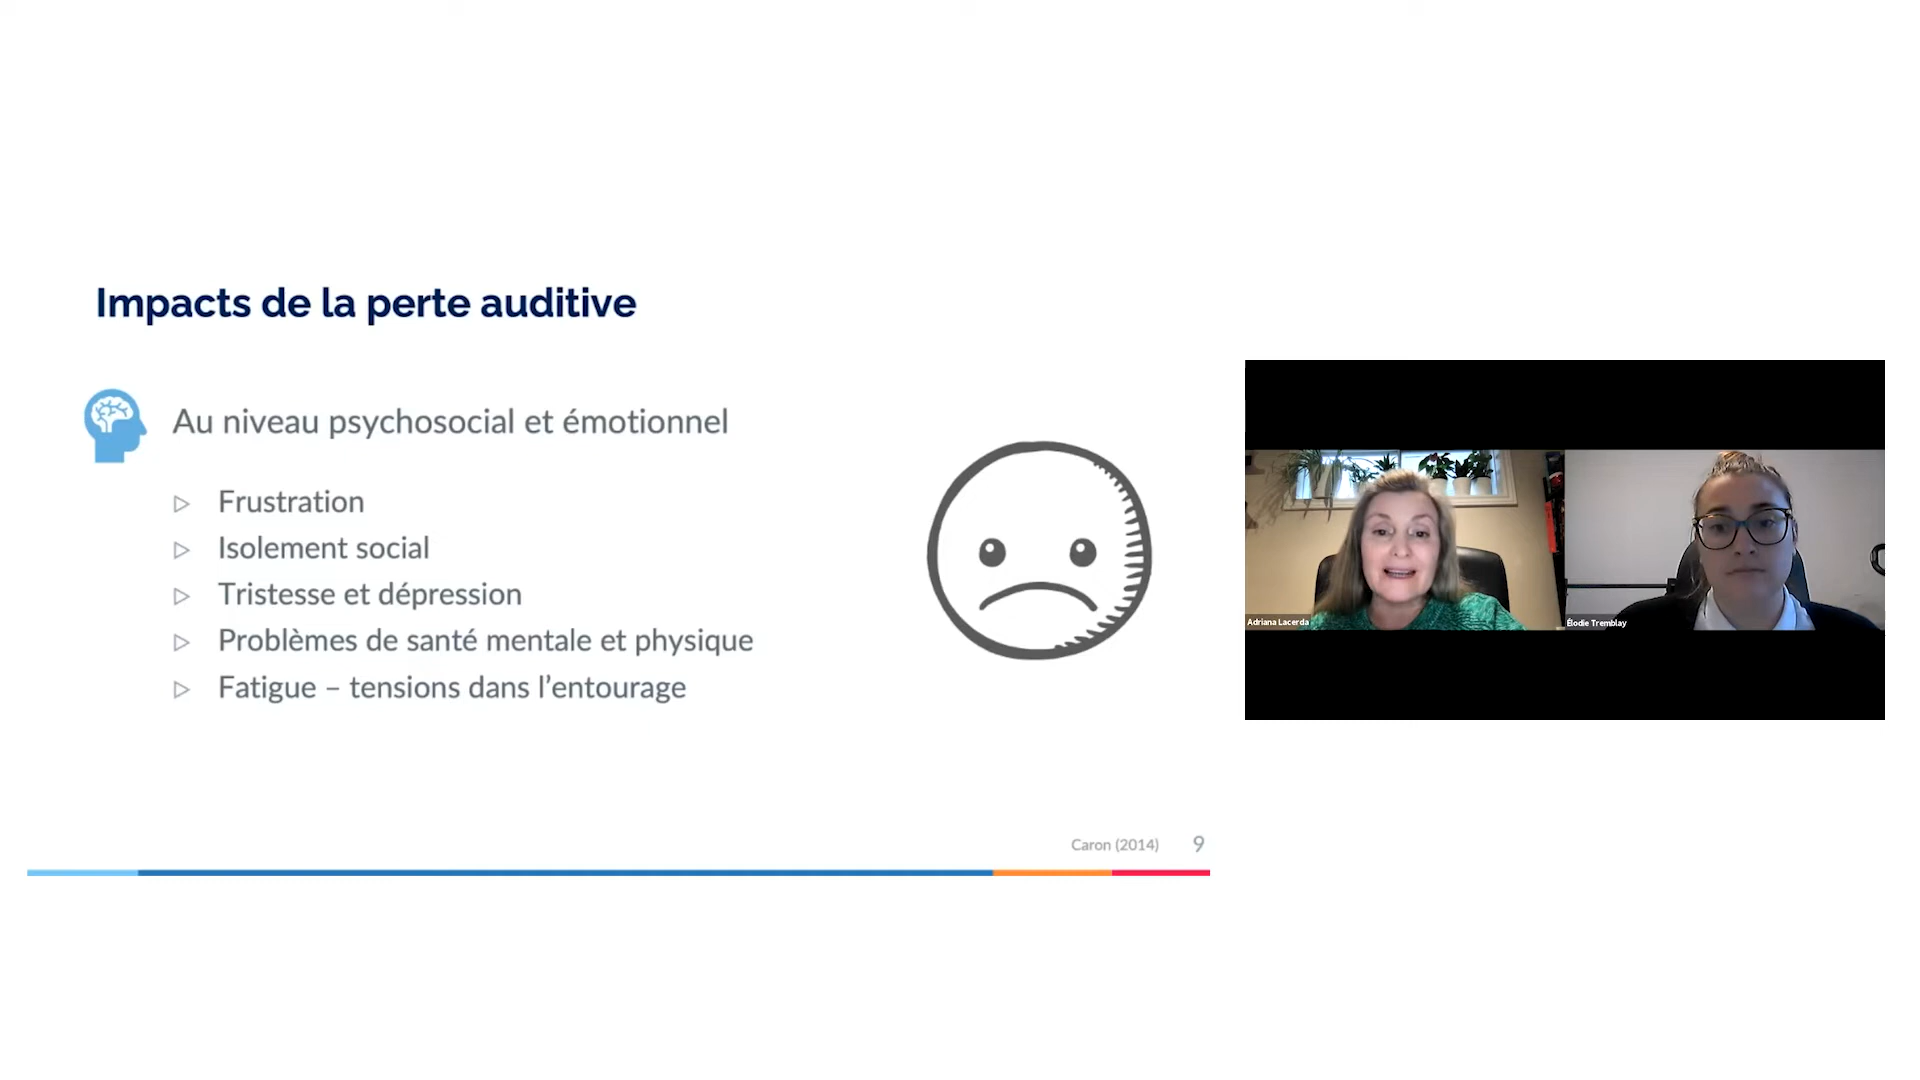 Impacts de la perte auditive
Au niveau psychosocial et émotionnel
Frustration
Isolement social
Tristesse et dépression
Problèmes de santé mentale et physique
Fatigue – tensions dans l’entourage
Caron (2014) 9
Adriana Lacerda
Élodie Tremblay